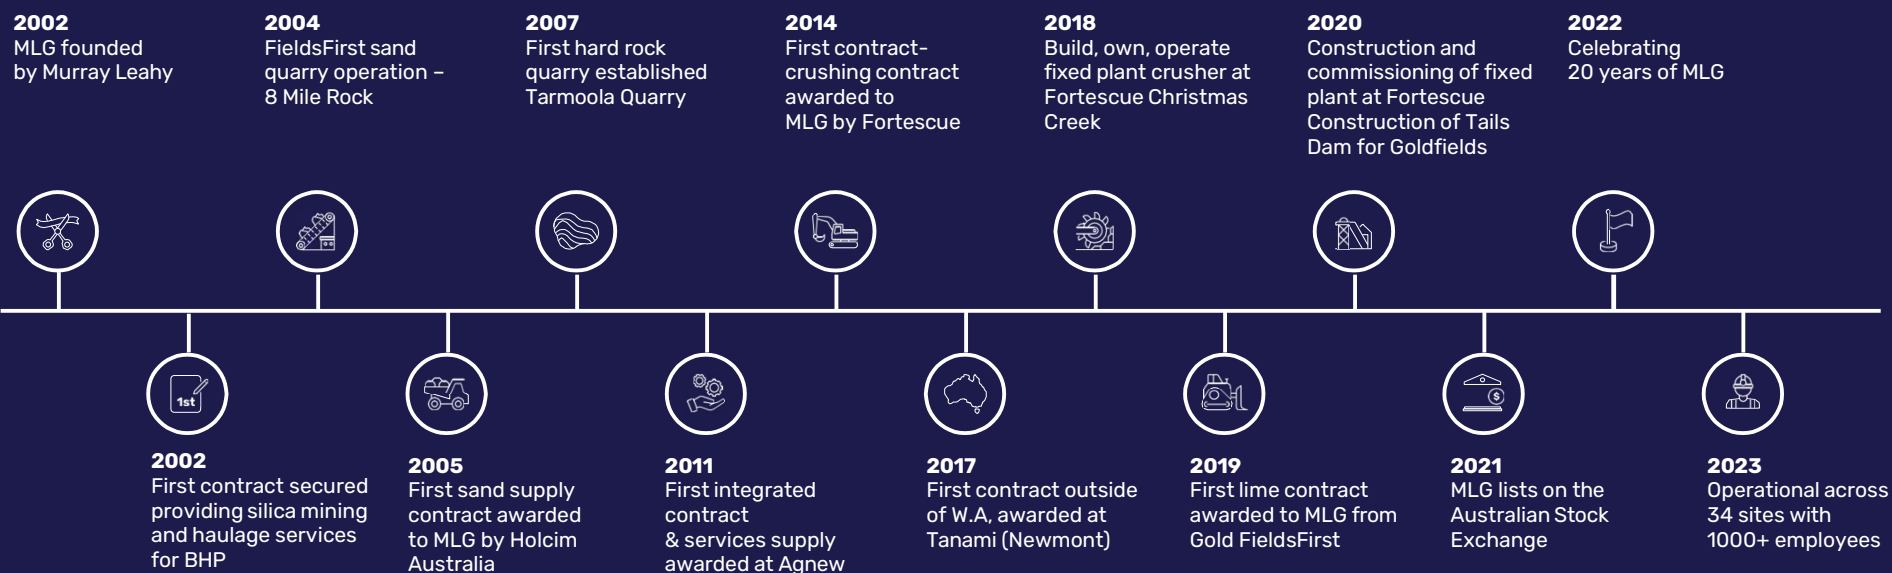 2002
MLG founded
by Murray Leahy
2004
FieldsFirst sand
quarry operation –
8 Mile Rock
2007
First hard rock
quarry established
Tarmoola Quarry
2014
First contract-
crushing contract
awarded to
MLG by Fortescue
2018
Build, own, operate
fixed plant crusher at
Fortescue Christmas
Creek
2020
Construction and
commissioning of fixed
plant at Fortescue
Construction of Tails
Dam for Goldfields
2022
Celebrating
20 years of MLG
1st
$
2002
First contract secured
providing silica mining
and haulage services
for BHP
2005
First sand supply
contract awarded
to MLG by Holcim
Australia
2011
First integrated
contract
& services supply
awarded at Agnew
2017
First contract outside
of W.A, awarded at
Tanami (Newmont)
2019
First lime contract
awarded to MLG from
Gold FieldsFirst
2021
MLG lists on the
Australian Stock
Exchange
2023
Operational across
34 sites with
1000+ employees